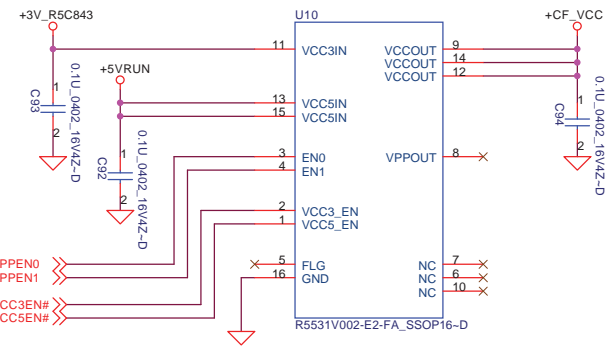 +3V_R5C843
U10
+CF_VCC
11
VCC3IN
VCCOUT
9
VCCOUT
14
VCCOUT
12
+5VRUN
1
0.1U_0402_16V4Z~D
C93
2
13
VCC5IN
15
VCC5IN
1
0.1U_0402_16V4Z~D
C94
2
1
0.1U_0402_16V4Z~D
C92
2
3
EN0
4
EN1
VPPOUT
8
2
VCC3_EN
1
VCC5_EN
PPEN0
PPEN1
5
FLG
16
GND
NC
7
NC
6
NC
10
CC3EN#
CC5EN#
R5531V002-E2-FA_SSOP16~D